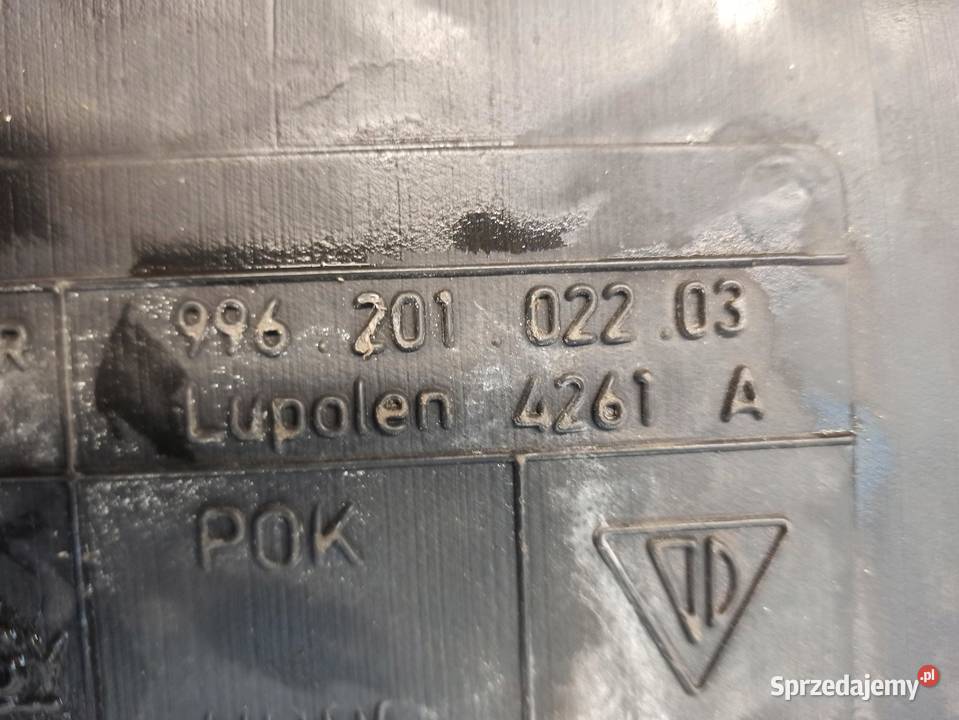 996.201.022.03
Lupolen 4261 A
R
POK
Sprzedajemy.pl